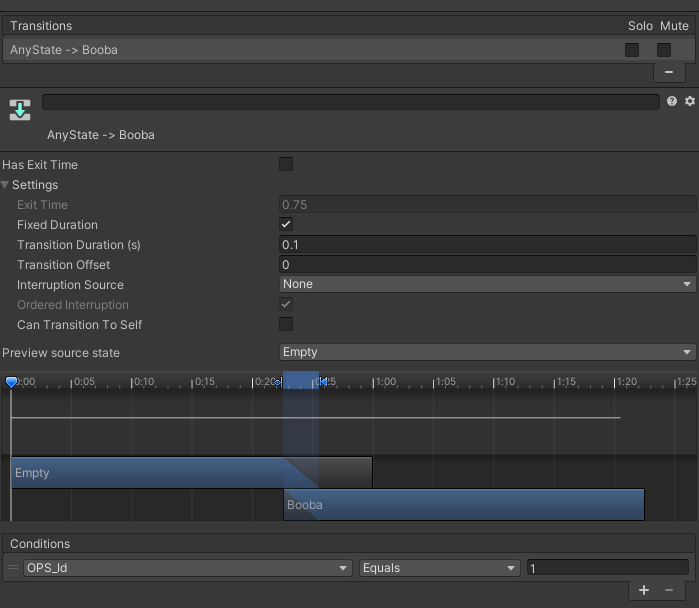 Transitions Solo Mute
AnyState -> Booba
AnyState -> Booba
Has Exit Time
Settings
Exit Time 0.75
Fixed Duration
Transition Duration (s) 0.1
Transition Offset 0
Interruption Source None
Ordered Interruption
Can Transition To Self
Preview source state Empty
0:00 0:05 0:10 0:15 0:20 0:25 1:00 1:05 1:10 1:15 1:20 1:25
Empty
Booba
Conditions
OPS_Id Equals 1